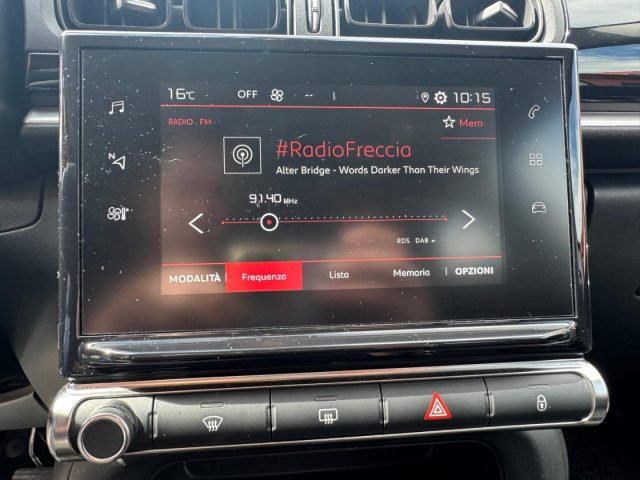 16°C OFF -- 10:15
RADIO . FM
Mem
#RadioFreccia
Alter Bridge - Words Darker Than Their Wings
91.40 MHz
RDS DAB
MODALITÀ Frequenza Lista Memoria OPZIONI
N